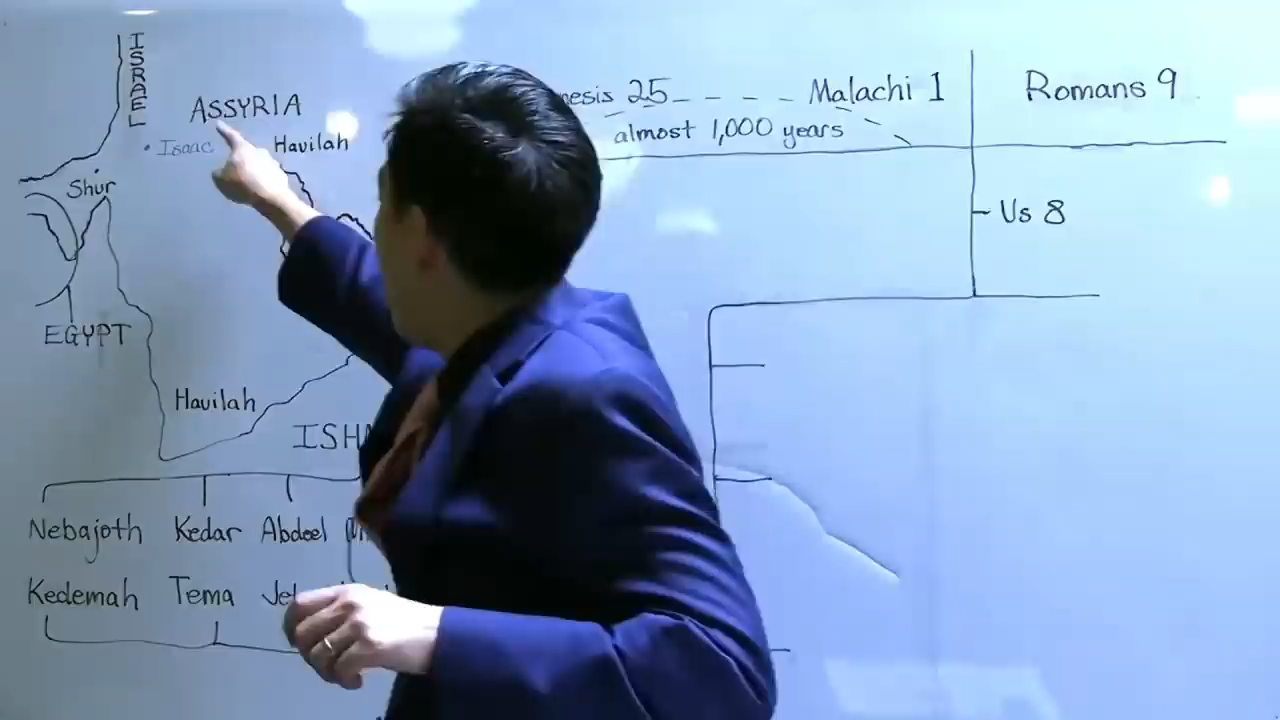 ISRAEL
ASSYRIA
• Isaac
Havilah
Shur
EGYPT
Havilah
Nebajoth Kedar Abdeel
Kedemah Tema
25 - - - - Malachi 1
almost 1,000 years
Romans 9
Vs 8